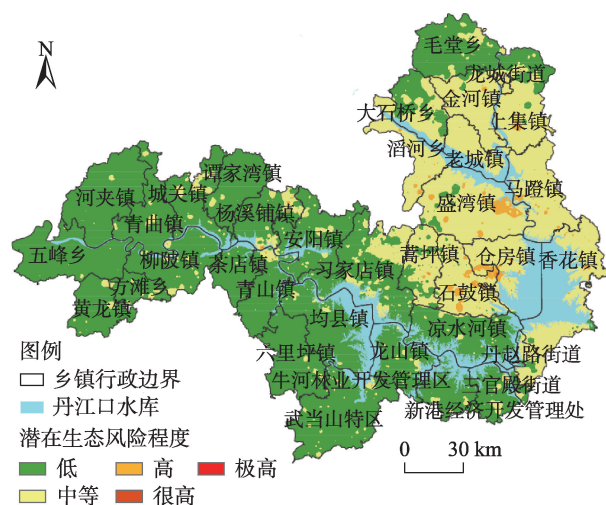 N
毛堂乡
龙城街道
金河镇
大石桥乡
上集镇
滔河乡
老城镇
马蹬镇
盛湾镇
谭家湾镇
河夹镇
城关镇
杨溪铺镇
青曲镇
安阳镇
蒿坪镇
仓房镇
香花镇
五峰乡
柳陂镇
茶店镇
习家店镇
方滩乡
青山镇
石鼓镇
黄龙镇
均县镇
凉水河镇
六里坪镇
龙山镇
丹赵路街道
牛河林业开发管理区
三官殿街道
武当山特区
新港经济开发管理处
图例
乡镇行政边界
丹江口水库
潜在生态风险程度
低
高
极高
中等
很高
0 30 km